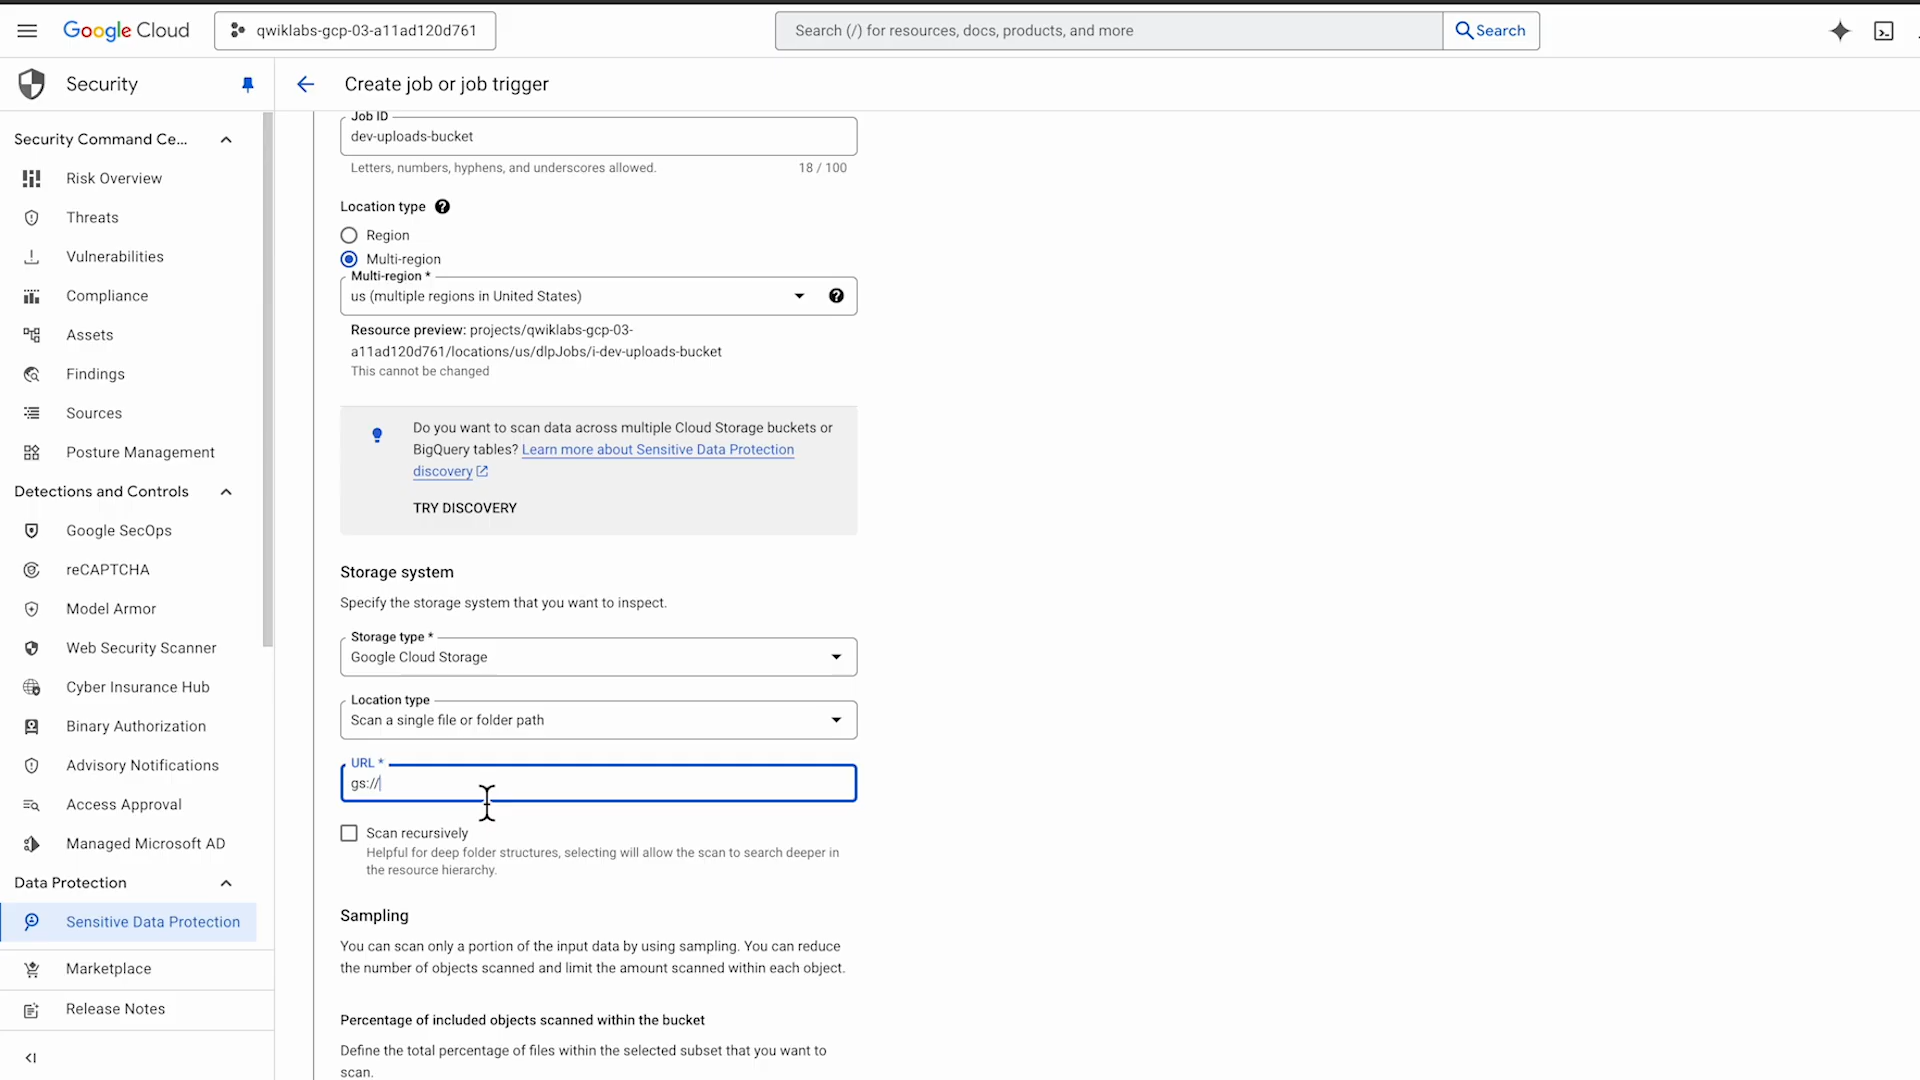 Google Cloud
qwiklabs-gcp-03-a11ad120d761
Search (/) for resources, docs, products, and more
Search
Security
Create job or job trigger
Security Command Ce...
Risk Overview
Threats
Vulnerabilities
Compliance
Assets
Findings
Sources
Posture Management
Detections and Controls
Google SecOps
reCAPTCHA
Model Armor
Web Security Scanner
Cyber Insurance Hub
Binary Authorization
Advisory Notifications
Access Approval
Managed Microsoft AD
Data Protection
Sensitive Data Protection
Marketplace
Release Notes
Job ID
dev-uploads-bucket
Letters, numbers, hyphens, and underscores allowed.
18 / 100
Location type
Region
Multi-region
Multi-region *
us (multiple regions in United States)
Resource preview: projects/qwiklabs-gcp-03-
a11ad120d761/locations/us/dlpJobs/i-dev-uploads-bucket
This cannot be changed
Do you want to scan data across multiple Cloud Storage buckets or
BigQuery tables? Learn more about Sensitive Data Protection
discovery
TRY DISCOVERY
Storage system
Specify the storage system that you want to inspect.
Storage type *
Google Cloud Storage
Location type
Scan a single file or folder path
URL *
gs://
Scan recursively
Helpful for deep folder structures, selecting will allow the scan to search deeper in
the resource hierarchy.
Sampling
You can scan only a portion of the input data by using sampling. You can reduce
the number of objects scanned and limit the amount scanned within each object.
Percentage of included objects scanned within the bucket
Define the total percentage of files within the selected subset that you want to
scan.